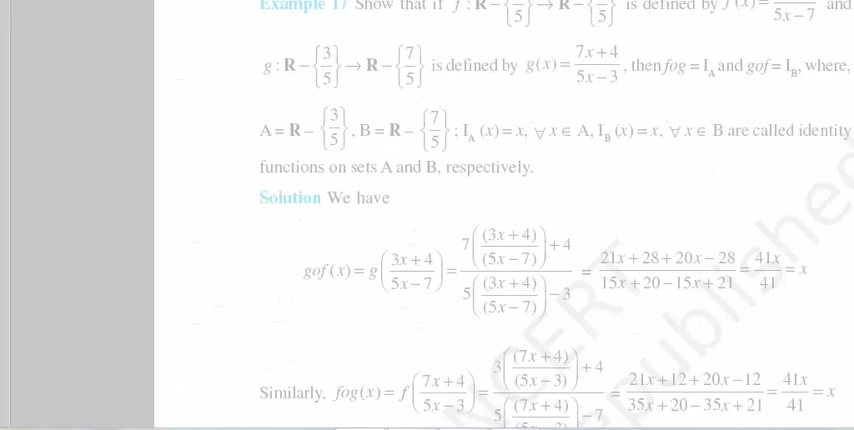 Example 17 Show that if f : R − {7/5} → R − {3/5} is defined by f(x) = /(5x − 7) and
g : R − {3/5} → R − {7/5} is defined by g(x) = (7x + 4)/(5x − 3), then fog = I_A and gof = I_B, where,
A = R − {3/5}, B = R − {7/5}; I_A (x) = x, ∀ x ∈ A, I_B (x) = x, ∀ x ∈ B are called identity
functions on sets A and B, respectively.
Solution We have
gof (x) = g((3x + 4)/(5x − 7)) = (7((3x + 4)/(5x − 7)) + 4)/(5((3x + 4)/(5x − 7)) − 3) = (21x + 28 + 20x − 28)/(15x + 20 − 15x + 21) = 41x/41 = x
Similarly, fog(x) = f((7x + 4)/(5x − 3)) = (3((7x + 4)/(5x − 3)) + 4)/(5((7x + 4)/(5x − 3)) − 7) = (21x + 12 + 20x − 12)/(35x + 20 − 35x + 21) = 41x/41 = x
NCERT
republished